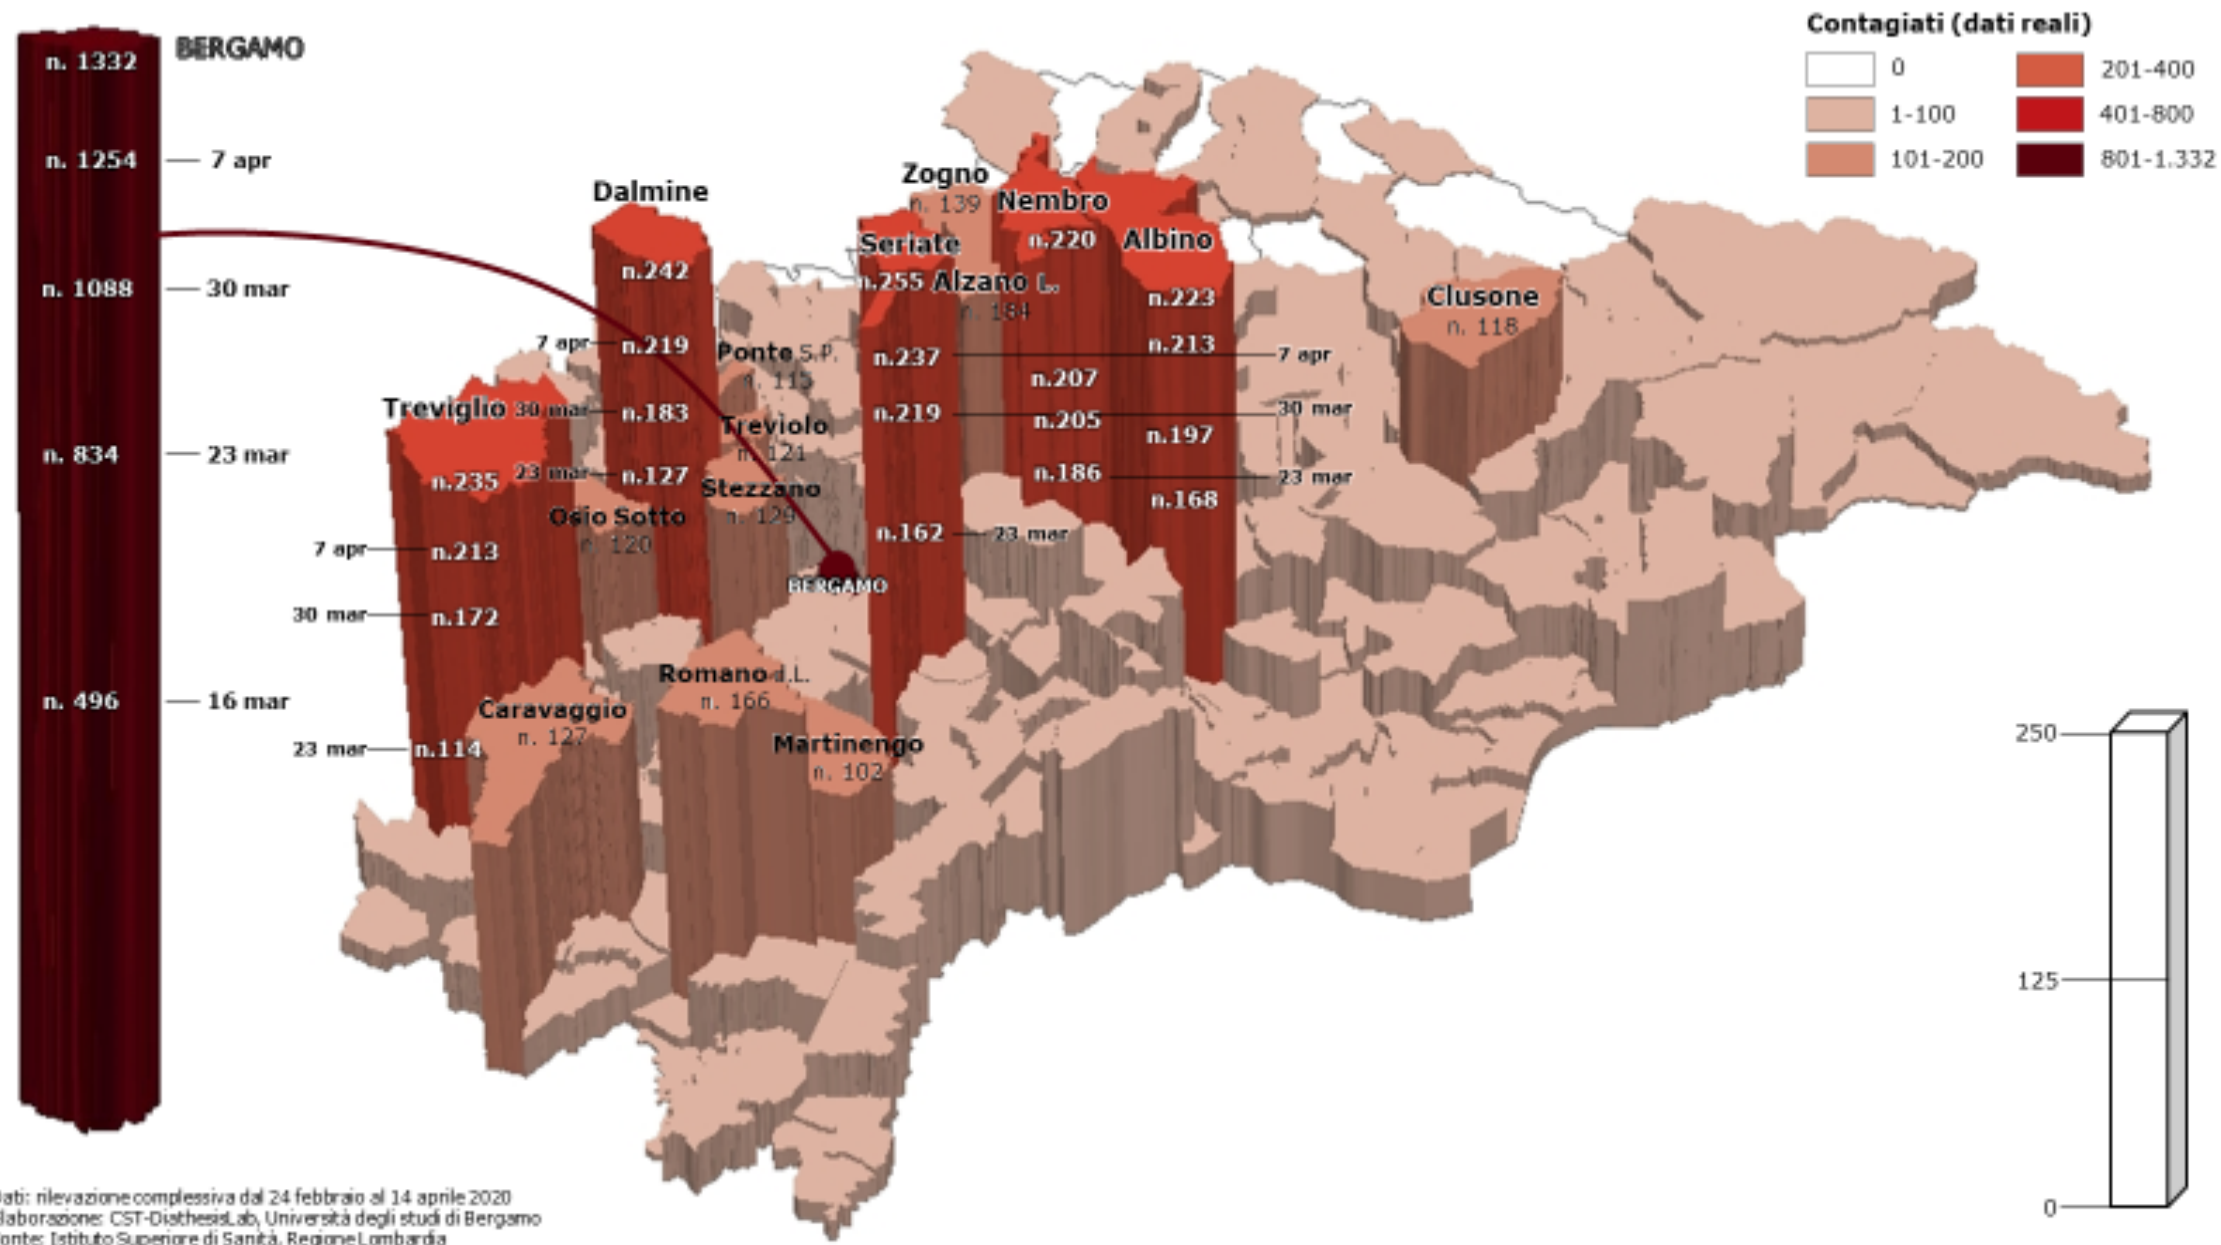 Contagiati (dati reali)
0
201-400
1-100
401-800
101-200
801-1.332
BERGAMO
n. 1332
n. 1254
7 apr
n. 1088
30 mar
n. 834
23 mar
n. 496
16 mar
Dalmine
n.242
7 apr
n.219
30 mar
n.183
23 mar
n.127
Zogno
n. 139
Nembro
n.220
n.207
n.205
n.186
Seriate
n.255
n.237
n.219
n.162
23 mar
Alzano L.
n. 184
Albino
n.223
n.213
n.197
n.168
7 apr
30 mar
23 mar
Clusone
n. 118
Ponte S.P.
n. 115
Treviolo
n. 121
Stezzano
n. 129
Osio Sotto
n. 120
BERGAMO
Treviglio
n.235
7 apr
n.213
30 mar
n.172
23 mar
n.114
Romano d.L.
n. 166
Caravaggio
n. 127
Martinengo
n. 102
250
125
0
Dati: rilevazione complessiva dal 24 febbraio al 14 aprile 2020
Elaborazione: CST-DiathesisLab, Università degli studi di Bergamo
Fonte: Istituto Superiore di Sanità, Regione Lombardia